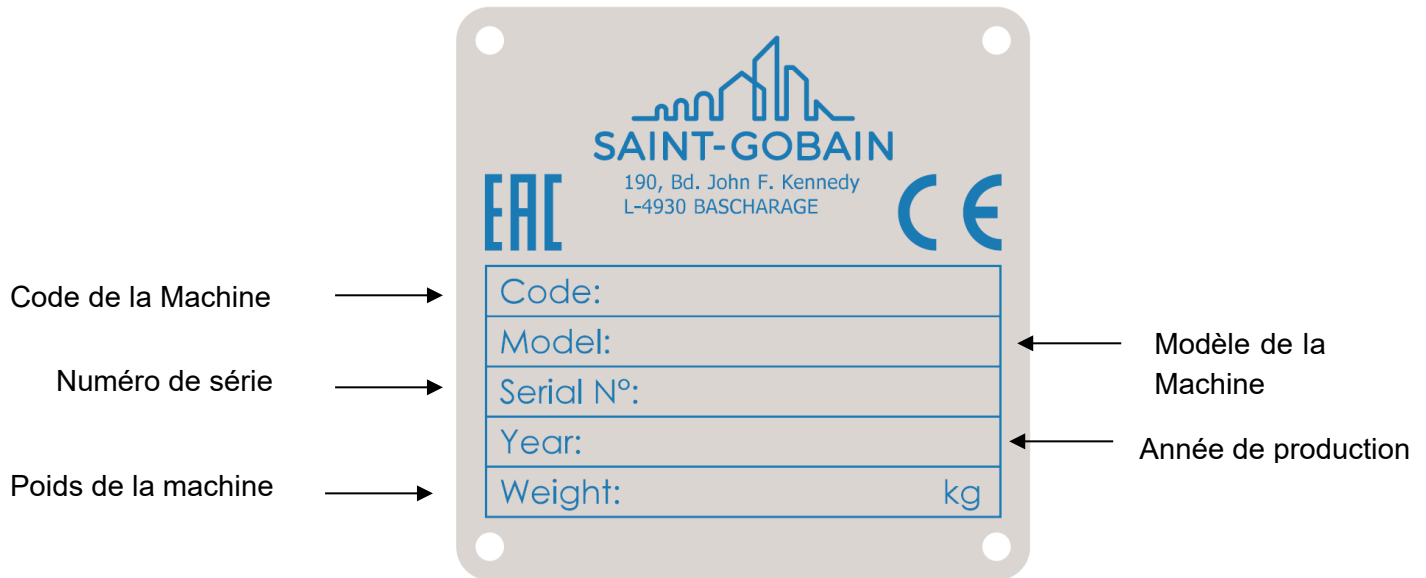 SAINT-GOBAIN
190, Bd. John F. Kennedy
L-4930 BASCHARAGE
EAC
CE
Code de la Machine
Code:
Model:
Modèle de la
Machine
Numéro de série
Serial N°:
Year:
Année de production
Poids de la machine
Weight: kg